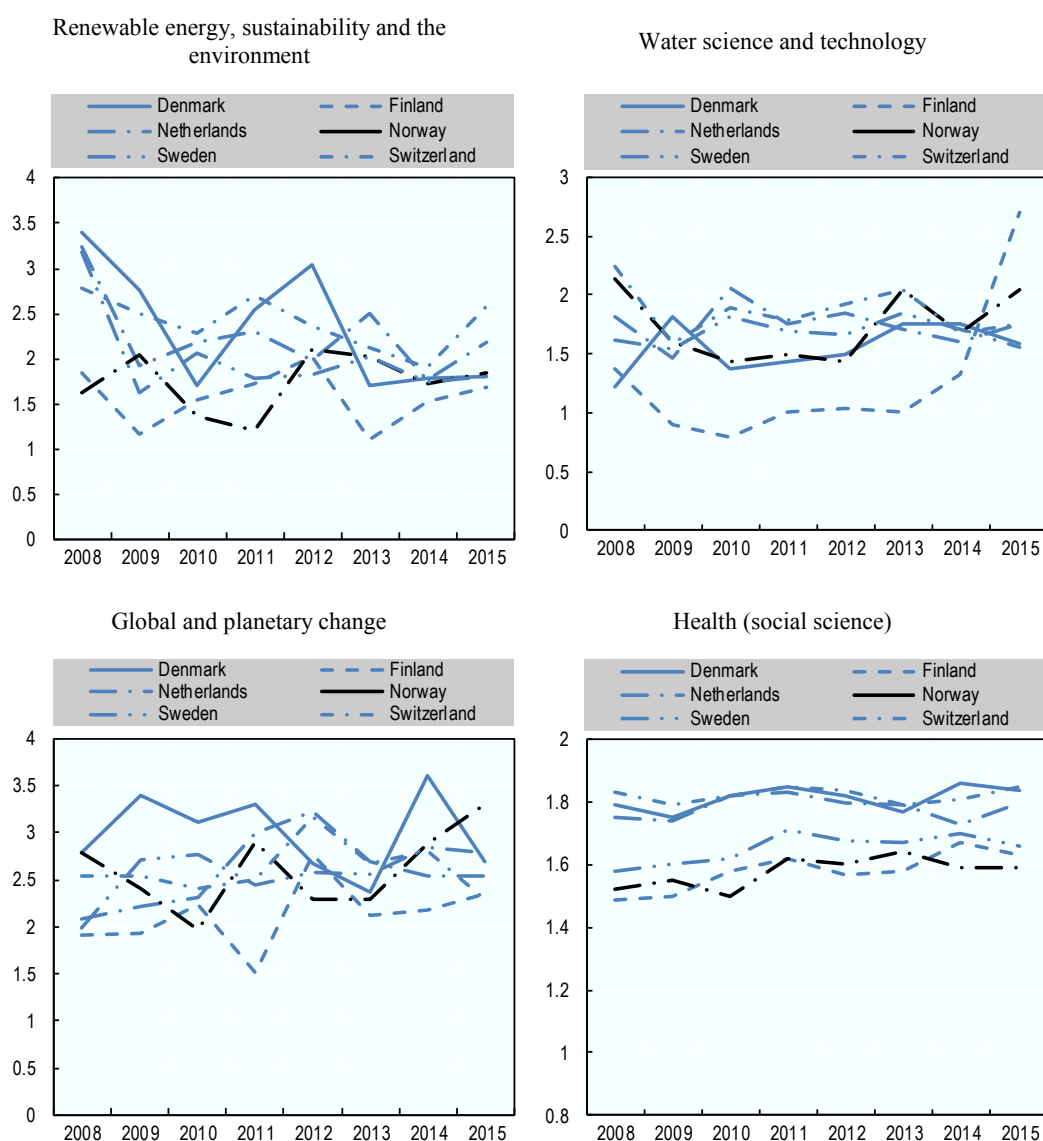 Renewable energy, sustainability and the
environment
Denmark Finland
Netherlands Norway
Sweden Switzerland
4
3.5
3
2.5
2
1.5
1
0.5
0
2008 2009 2010 2011 2012 2013 2014 2015
Water science and technology
Denmark Finland
Netherlands Norway
Sweden Switzerland
3
2.5
2
1.5
1
0.5
0
2008 2009 2010 2011 2012 2013 2014 2015
Global and planetary change
Denmark Finland
Netherlands Norway
Sweden Switzerland
4
3.5
3
2.5
2
1.5
1
0.5
0
2008 2009 2010 2011 2012 2013 2014 2015
Health (social science)
Denmark Finland
Netherlands Norway
Sweden Switzerland
2
1.8
1.6
1.4
1.2
1
0.8
2008 2009 2010 2011 2012 2013 2014 2015